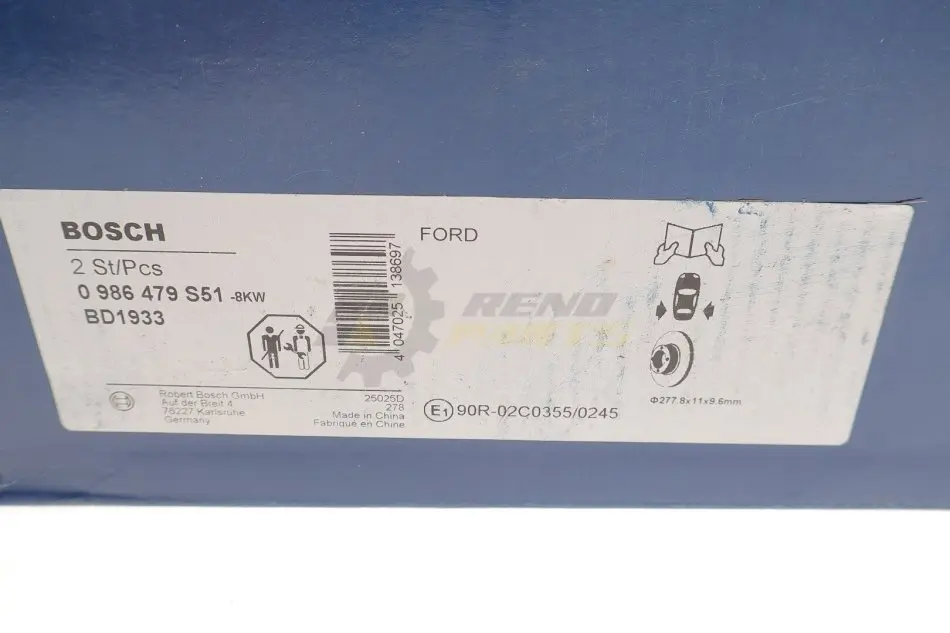 BOSCH
2 St/Pcs
0 986 479 S51 -8KW
BD1933
4 047025 138697
FORD
RENO
PARTS
Robert Bosch GmbH
Auf der Breit 4
76227 Karlsruhe
Germany
25025D
278
Made in China
Fabriqué en Chine
E1 90R-02C0355/0245
Φ277.8x11x9.6mm